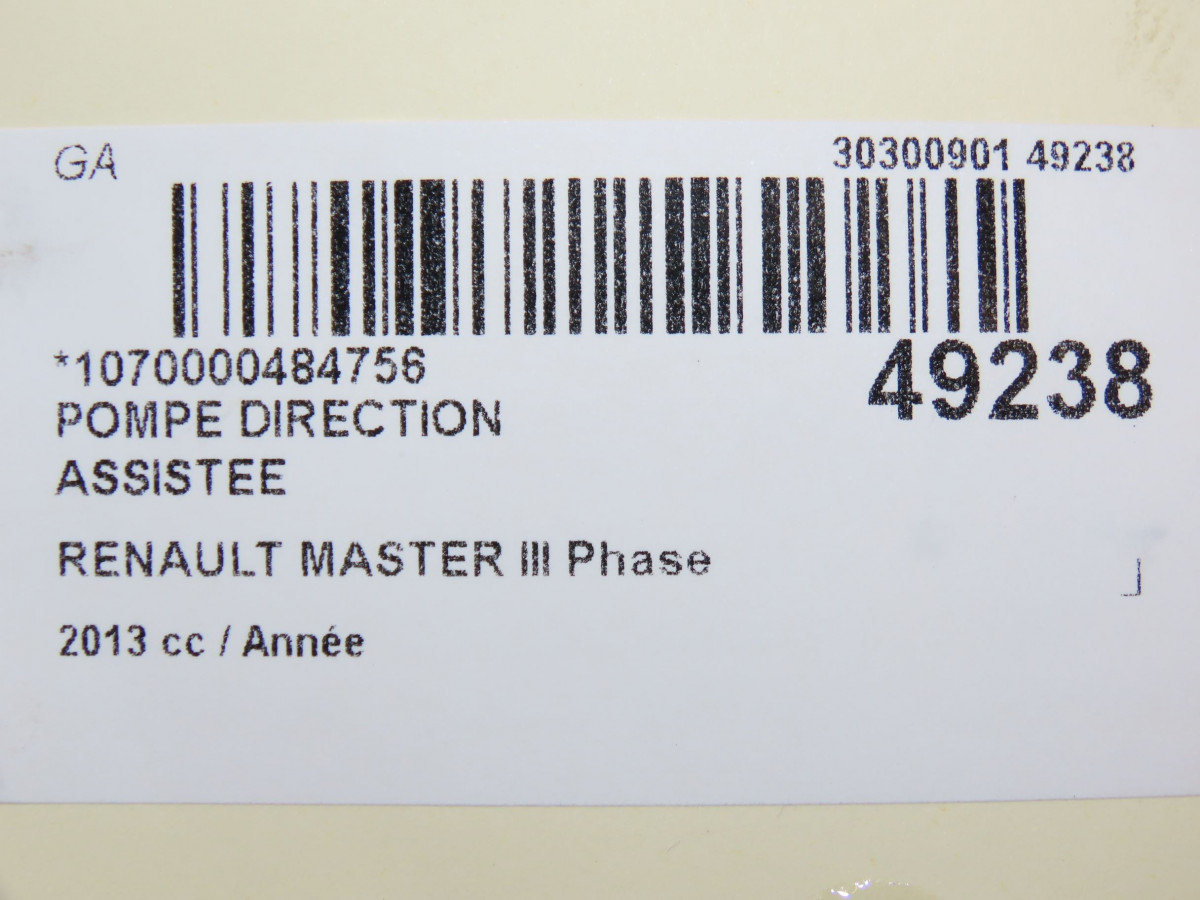 GA
30300901 49238
*1070000484756
49238
POMPE DIRECTION
ASSISTEE
RENAULT MASTER III Phase
2013 cc / Année